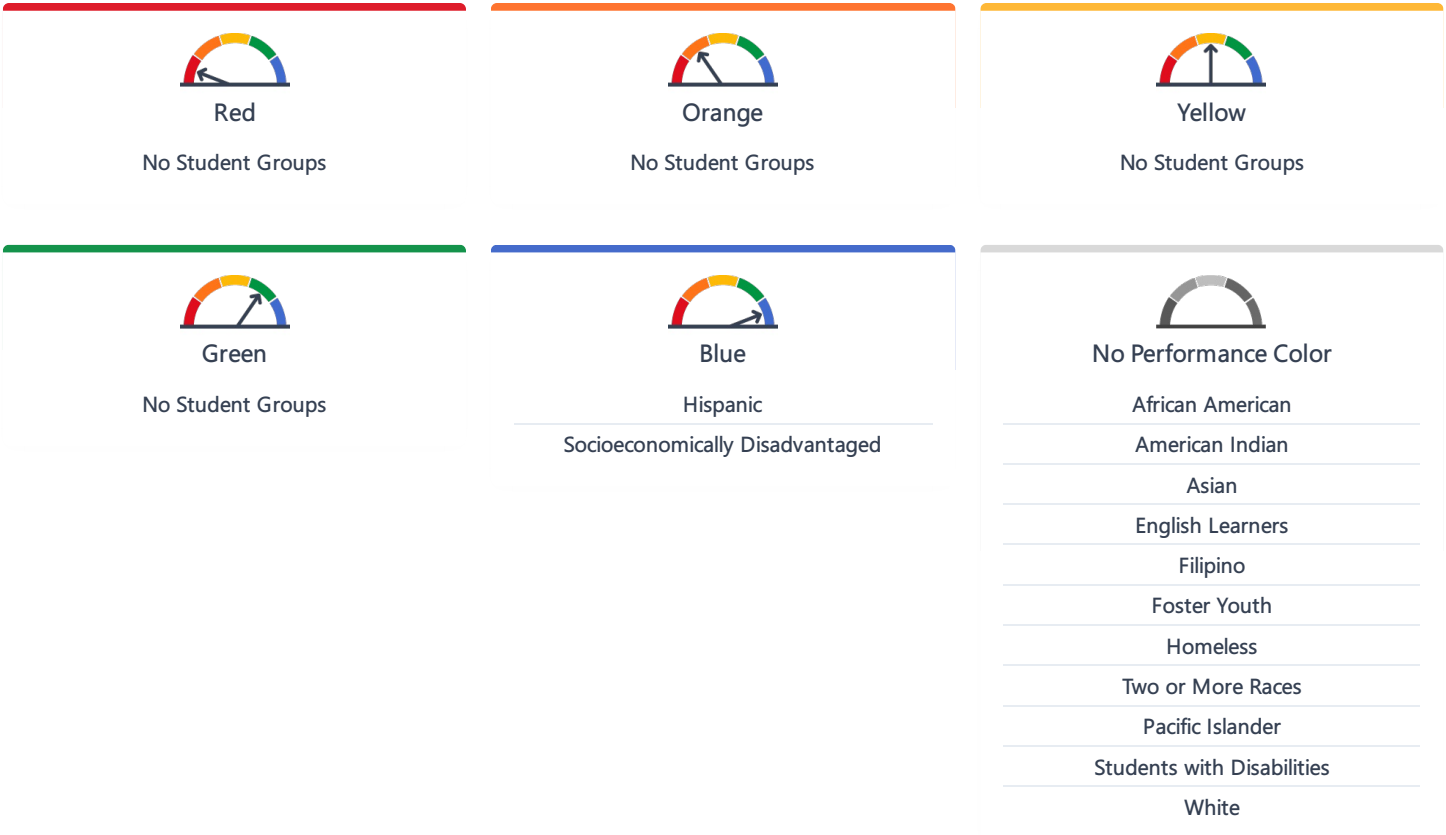 Red
No Student Groups
Orange
No Student Groups
Yellow
No Student Groups
Green
No Student Groups
Blue
Hispanic
Socioeconomically Disadvantaged
No Performance Color
African American
American Indian
Asian
English Learners
Filipino
Foster Youth
Homeless
Two or More Races
Pacific Islander
Students with Disabilities
White